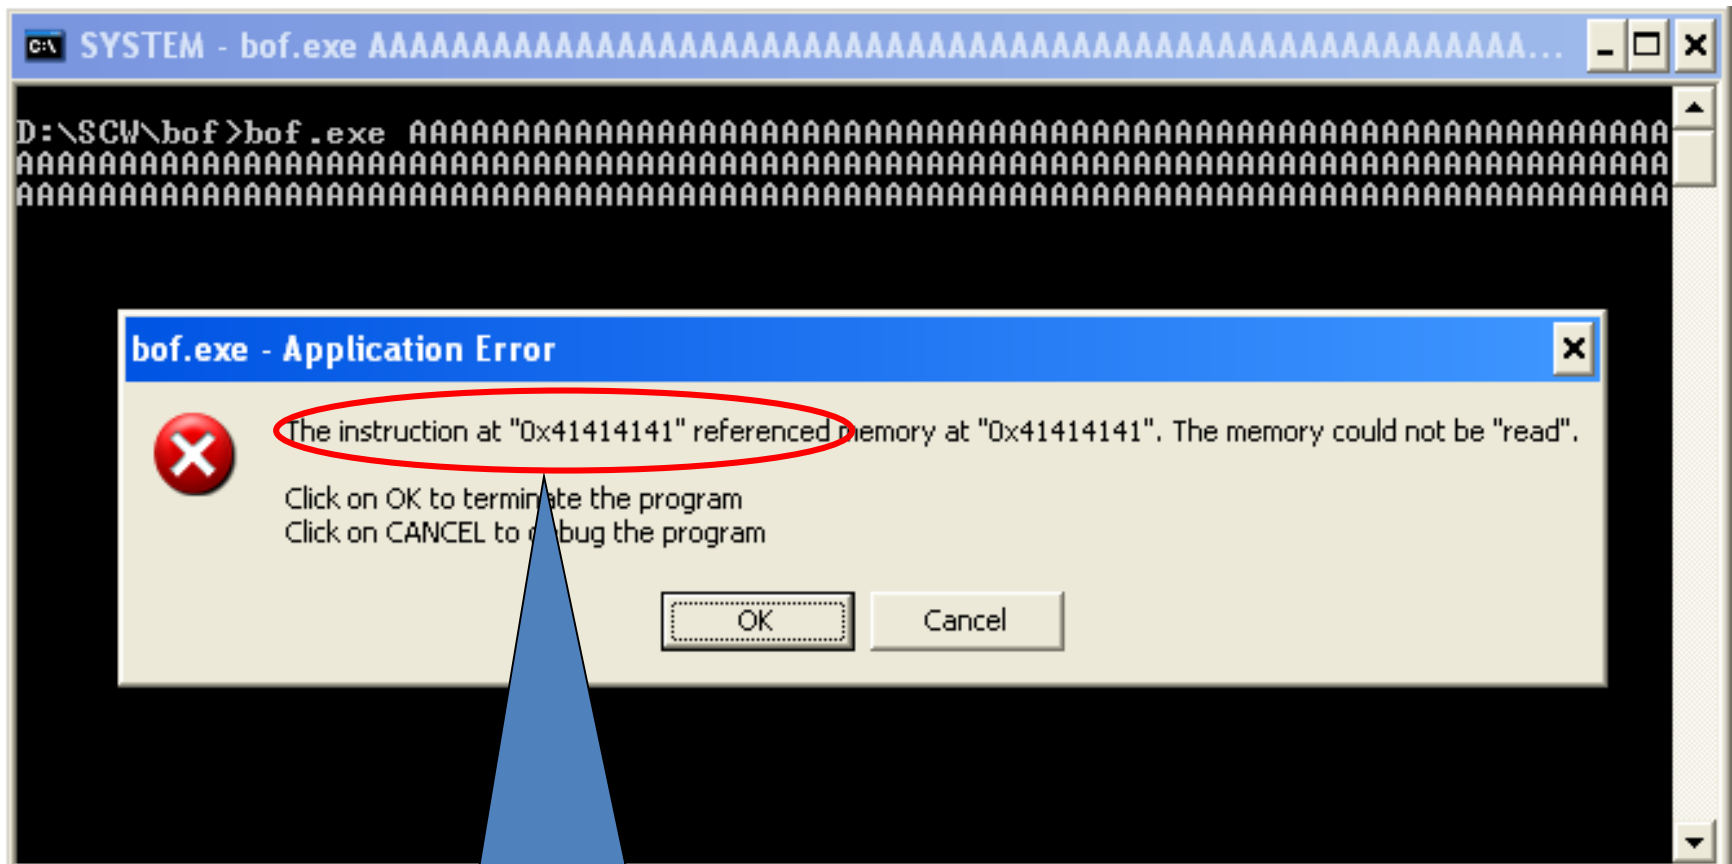 C:\ SYSTEM - bof.exe AAAAAAAAAAAAAAAAAAAAAAAAAAAAAAAAAAAAAAAAAAAAAAAAAAAAAAAAA...
D:\SCW\bof>bof.exe AAAAAAAAAAAAAAAAAAAAAAAAAAAAAAAAAAAAAAAAAAAAAAAAAAAAAAAAAAAAA
AAAAAAAAAAAAAAAAAAAAAAAAAAAAAAAAAAAAAAAAAAAAAAAAAAAAAAAAAAAAAAAAAAAAAAAAAAAAAAAA
AAAAAAAAAAAAAAAAAAAAAAAAAAAAAAAAAAAAAAAAAAAAAAAAAAAAAAAAAAAAAAAAAAAAAAAAAAAAAAAA
bof.exe - Application Error
The instruction at "0x41414141" referenced memory at "0x41414141". The memory could not be "read".
Click on OK to terminate the program
Click on CANCEL to debug the program
OK Cancel